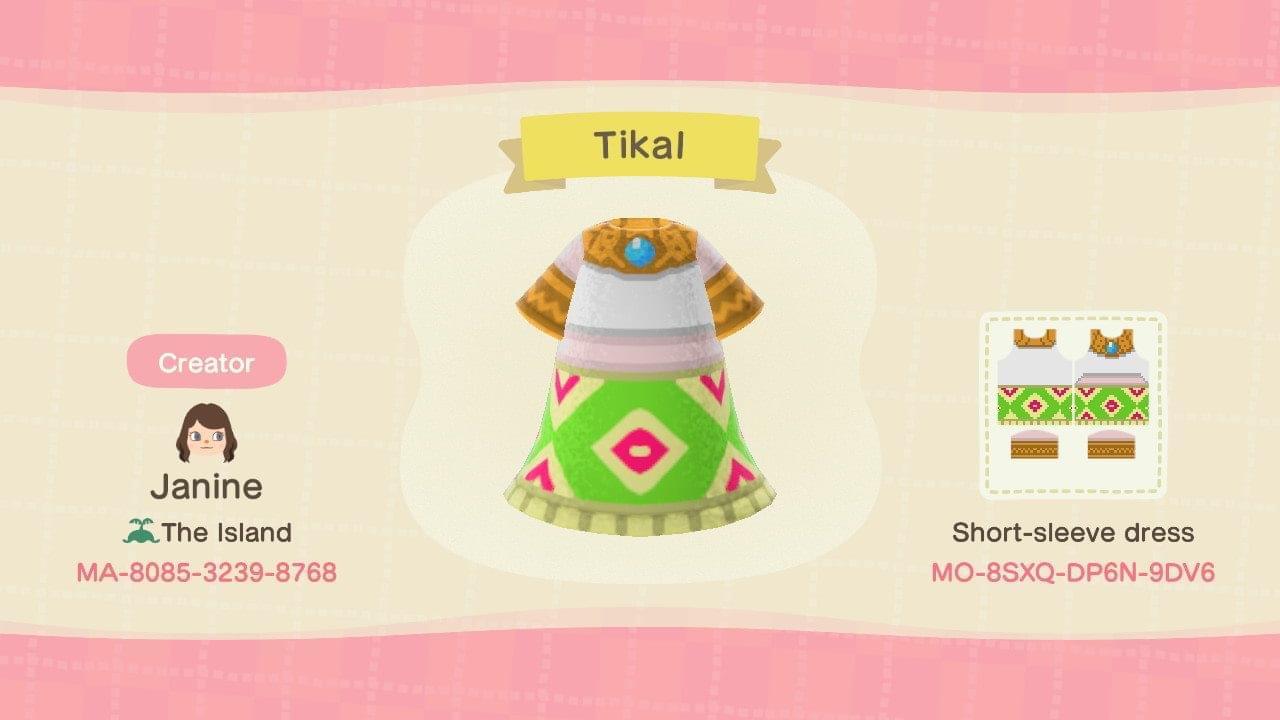 Tikal
Creator
Janine
The Island
MA-8085-3239-8768
Short-sleeve dress
MO-8SXQ-DP6N-9DV6